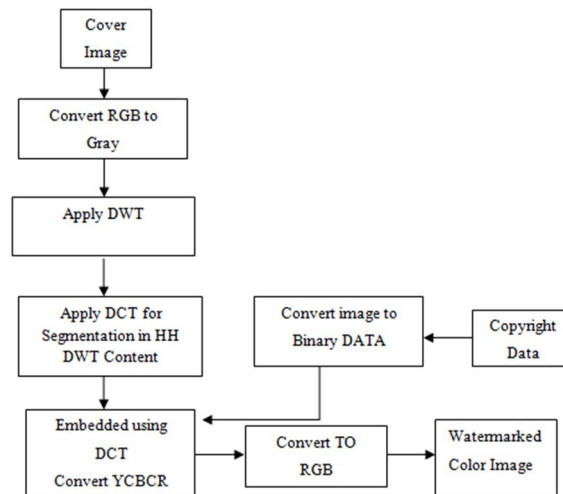 Cover
Image
Convert RGB to
Gray
Apply DWT
Apply DCT for
Segmentation in HH
DWT Content
Convert image to
Binary DATA
Copyright
Data
Embedded using
DCT
Convert YCBCR
Convert TO
RGB
Watermarked
Color Image